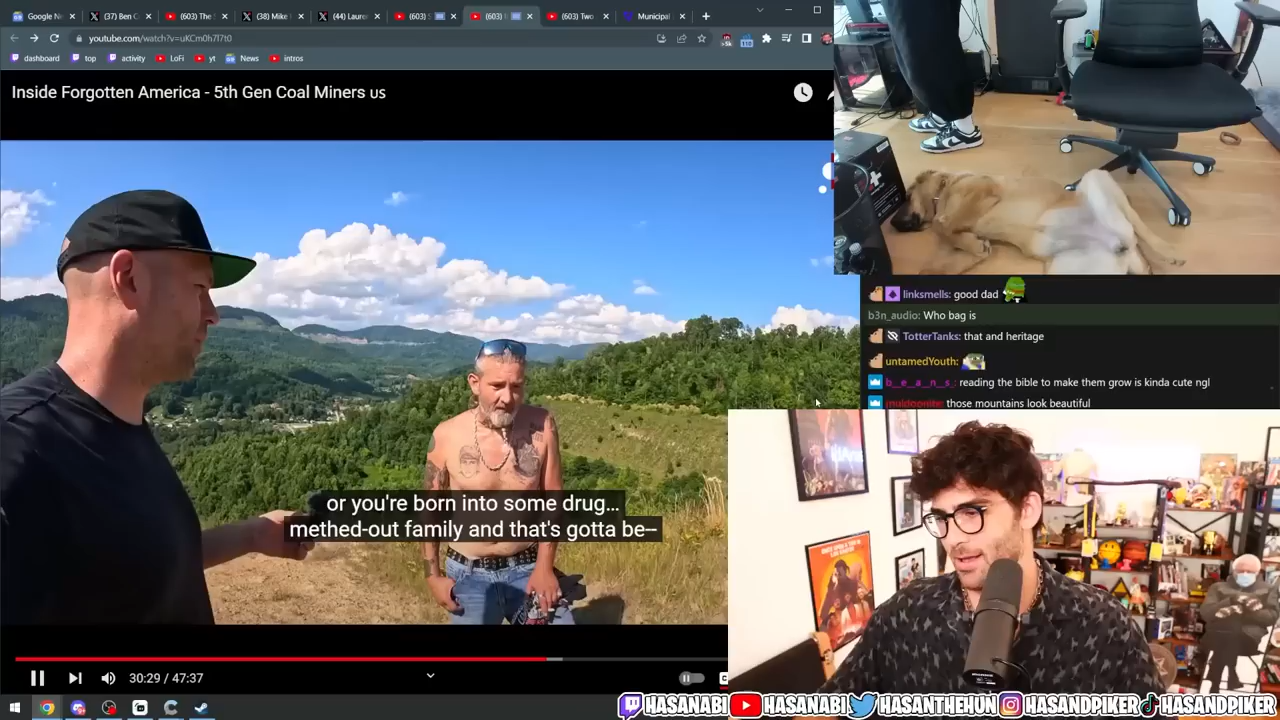 Google Ne
(37) Ben C
(603) The
(38) Mike
(44) Laure
(603) S
(603) I
(603) Two
Municipal
youtube.com/watch?v=uKCm0h7I7t0
dashboard
top
activity
LoFi
yt
News
intros
Inside Forgotten America - 5th Gen Coal Miners US
or you're born into some drug…
methed-out family and that's gotta be--
30:29 / 47:37
linksmells: good dad
b3n_audio: Who bag is
TotterTanks: that and heritage
untamedYouth:
b__e__a__n__s_: reading the bible to make them grow is kinda cute ngl
those mountains look beautiful
HASANABI
HASANABI
HASANTHEHUN
HASANDPIKER
HASANDPIKER